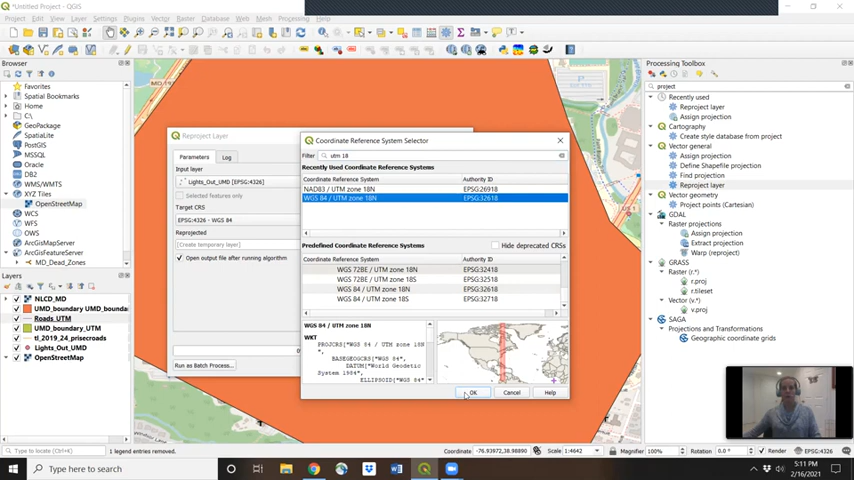 *Untitled Project - QGIS
Project Edit View Layer Settings Plugins Vector Raster Database Web Mesh Processing Help
Browser
Favorites
Spatial Bookmarks
Home
C:\
GeoPackage
SpatiaLite
PostGIS
MSSQL
Oracle
DB2
WMS/WMTS
XYZ Tiles
OpenStreetMap
WCS
WFS
OWS
ArcGisMapServer
ArcGisFeatureServer
MD_Dead_Zones
Layers
NLCD_MD
UMD_boundary UMD_bounda
Roads_UTM
UMD_boundary_UTM
tl_2019_24_prisecroads
Lights_Out_UMD
OpenStreetMap
Reproject Layer
Parameters
Log
Input layer
Lights_Out_UMD [EPSG:4326]
Selected features only
Target CRS
EPSG:4326 - WGS 84
Reprojected
[Create temporary layer]
Open output file after running algorithm
Run as Batch Process...
Coordinate Reference System Selector
Filter
utm 18
Recently Used Coordinate Reference Systems
Coordinate Reference System Authority ID
NAD83 / UTM zone 18N EPSG:26918
WGS 84 / UTM zone 18N EPSG:32618
Predefined Coordinate Reference Systems
Hide deprecated CRSs
Coordinate Reference System Authority ID
WGS 72BE / UTM zone 18N EPSG:32418
WGS 72BE / UTM zone 18S EPSG:32518
WGS 84 / UTM zone 18N EPSG:32618
WGS 84 / UTM zone 18S EPSG:32718
WGS 84 / UTM zone 18N
WKT
PROJCRS["WGS 84 / UTM zone 18N
",
BASEGEOGCRS["WGS 84",
DATUM["World Geodetic
System 1984",
ELLIPSOID["WGS 84"
OK
Cancel
Help
Processing Toolbox
project
Recently used
Reproject layer
Assign projection
Cartography
Create style database from project
Vector general
Assign projection
Define Shapefile projection
Find projection
Reproject layer
Vector geometry
Project points (Cartesian)
GDAL
Raster projections
Assign projection
Extract projection
Warp (reproject)
GRASS
Raster (r.*)
r.proj
r.tileset
Vector (v.*)
v.proj
SAGA
Projections and Transformations
Geographic coordinate grids
Type to locate (Ctrl+K)
1 legend entries removed.
Coordinate -76.93972,38.98890
Scale 1:4642
Magnifier 100%
Rotation 0.0 °
Render
EPSG:4326
Type here to search
5:11 PM
2/16/2021